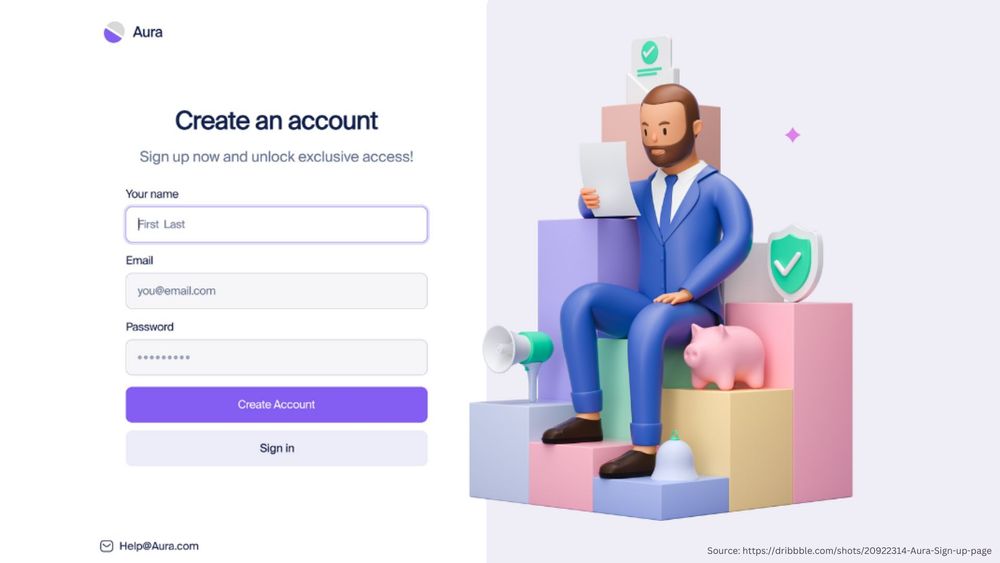 Aura
Create an account
Sign up now and unlock exclusive access!
Your name
First Last
Email
you@email.com
Password
•••••••••
Create Account
Sign in
Help@Aura.com
Source: https://dribbble.com/shots/20922314-Aura-Sign-up-page